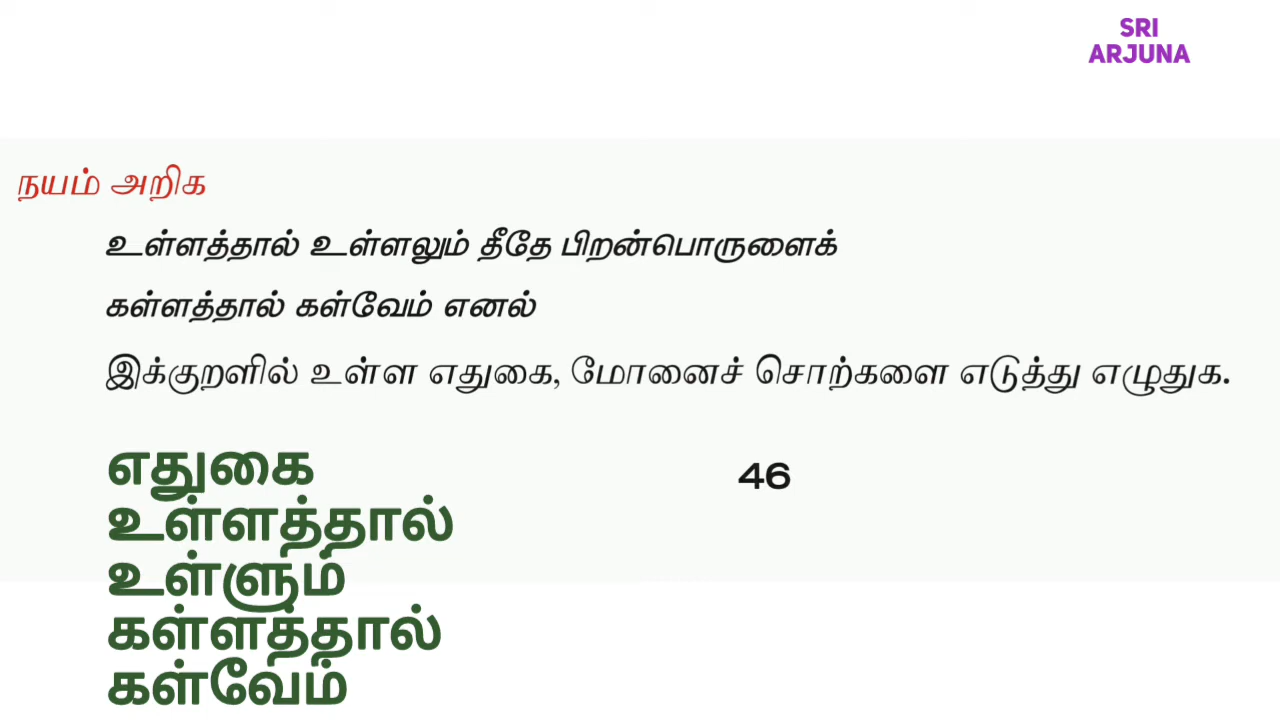 SRI
ARJUNA
நயம் அறிக
உள்ளத்தால் உள்ளலும் தீதே பிறன்பொருளைக்
கள்ளத்தால் கள்வேம் எனல்
இக்குறளில் உள்ள எதுகை, மோனைச் சொற்களை எடுத்து எழுதுக.
எதுகை
46
உள்ளத்தால்
உள்ளும்
கள்ளத்தால்
கள்வேம்